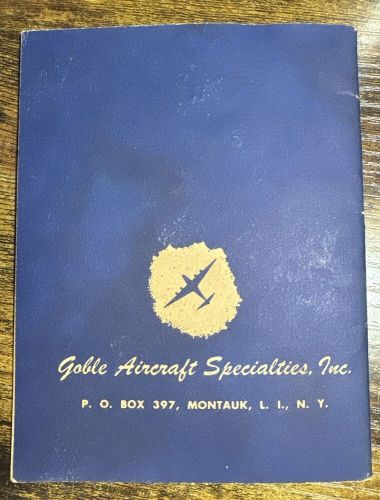 Goble Aircraft Specialties, Inc.
P. O. BOX 397, MONTAUK, L. I., N. Y.